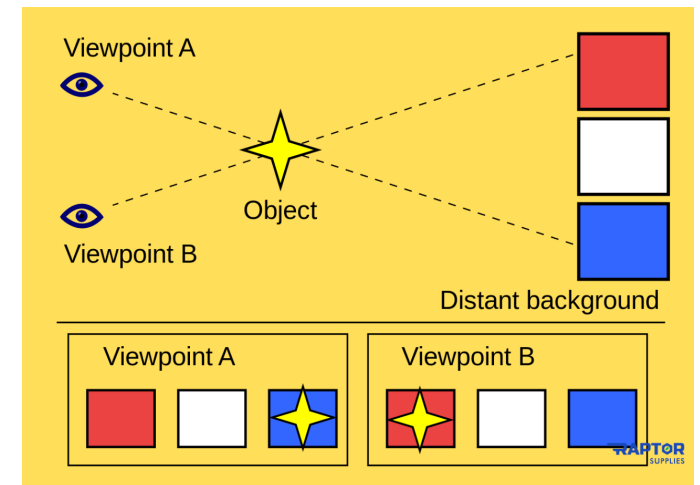 Viewpoint A
Object
Viewpoint B
Distant background
Viewpoint A
Viewpoint B
RAPTOR
SUPPLIES